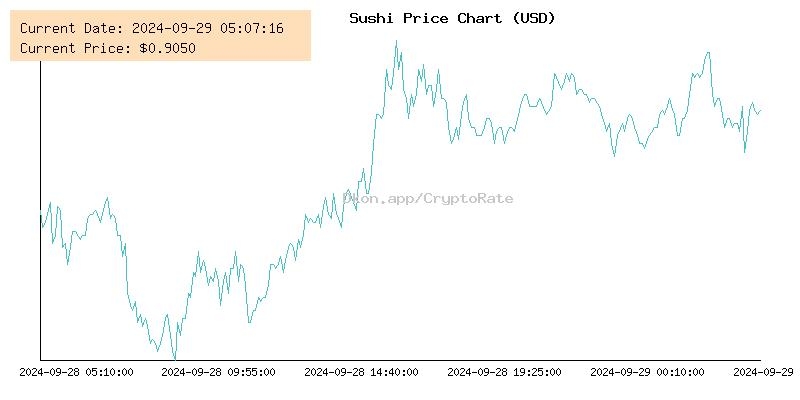 Sushi Price Chart (USD)
Current Date: 2024-09-29 05:07:16
Current Price: $0.9050
Dkon.app/CryptoRate
2024-09-28 05:10:00 2024-09-28 09:55:00 2024-09-28 14:40:00 2024-09-28 19:25:00 2024-09-29 00:10:00 2024-09-29